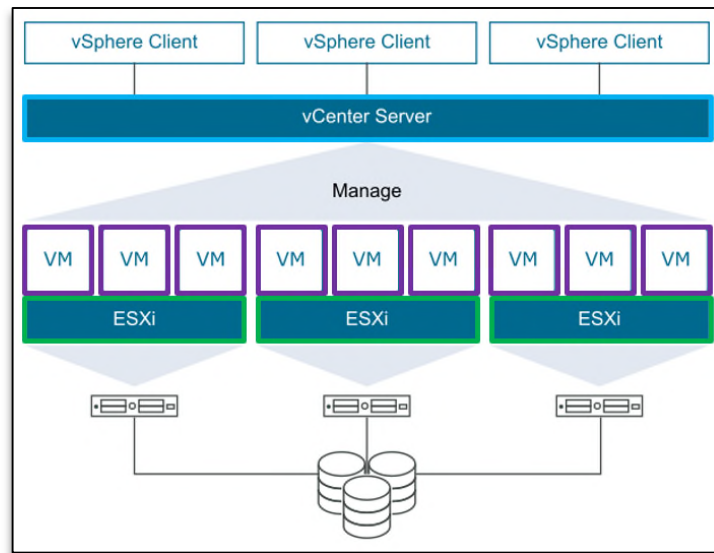 vSphere Client
vSphere Client
vSphere Client
vCenter Server
Manage
VM VM VM VM VM VM VM VM VM
ESXi ESXi ESXi